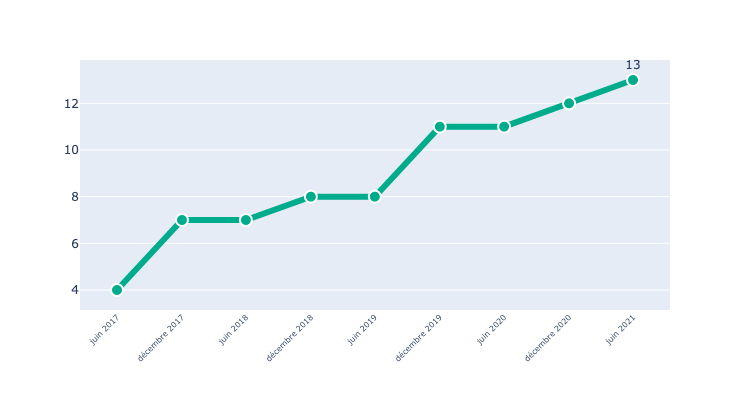 13
12
10
8
6
4
juin 2017
décembre 2017
juin 2018
décembre 2018
juin 2019
décembre 2019
juin 2020
décembre 2020
juin 2021